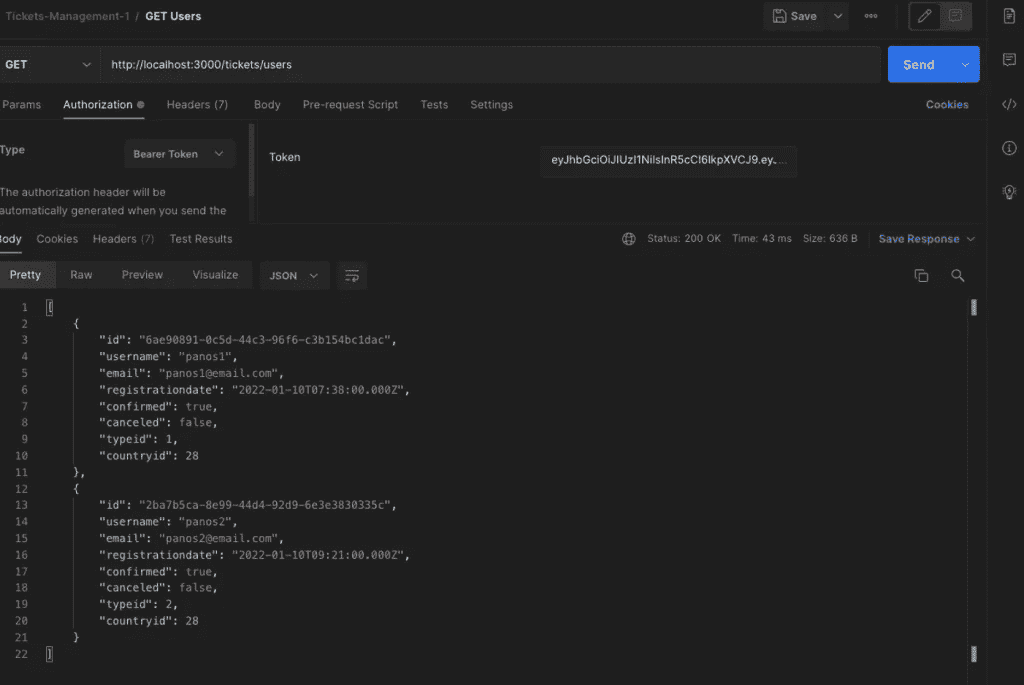 Tickets-Management-1 / GET Users
Save
GET http://localhost:3000/tickets/users Send
Params Authorization Headers (7) Body Pre-request Script Tests Settings Cookies
Type Bearer Token Token eyJhbGciOiJIUzI1NiIsInR5cCI6IkpXVCJ9.ey...
The authorization header will be
automatically generated when you send the
Body Cookies Headers (7) Test Results Status: 200 OK Time: 43 ms Size: 636 B Save Response
Pretty Raw Preview Visualize JSON
1 [
2 {
3 "id": "6ae90891-0c5d-44c3-96f6-c3b154bc1dac",
4 "username": "panos1",
5 "email": "panos1@email.com",
6 "registrationdate": "2022-01-10T07:38:00.000Z",
7 "confirmed": true,
8 "canceled": false,
9 "typeid": 1,
10 "countryid": 28
11 },
12 {
13 "id": "2ba7b5ca-8e99-44d4-92d9-6e3e3830335c",
14 "username": "panos2",
15 "email": "panos2@email.com",
16 "registrationdate": "2022-01-10T09:21:00.000Z",
17 "confirmed": true,
18 "canceled": false,
19 "typeid": 2,
20 "countryid": 28
21 }
22 ]